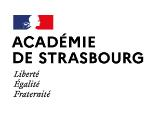 ACADÉMIE
DE STRASBOURG
Liberté
Égalité
Fraternité